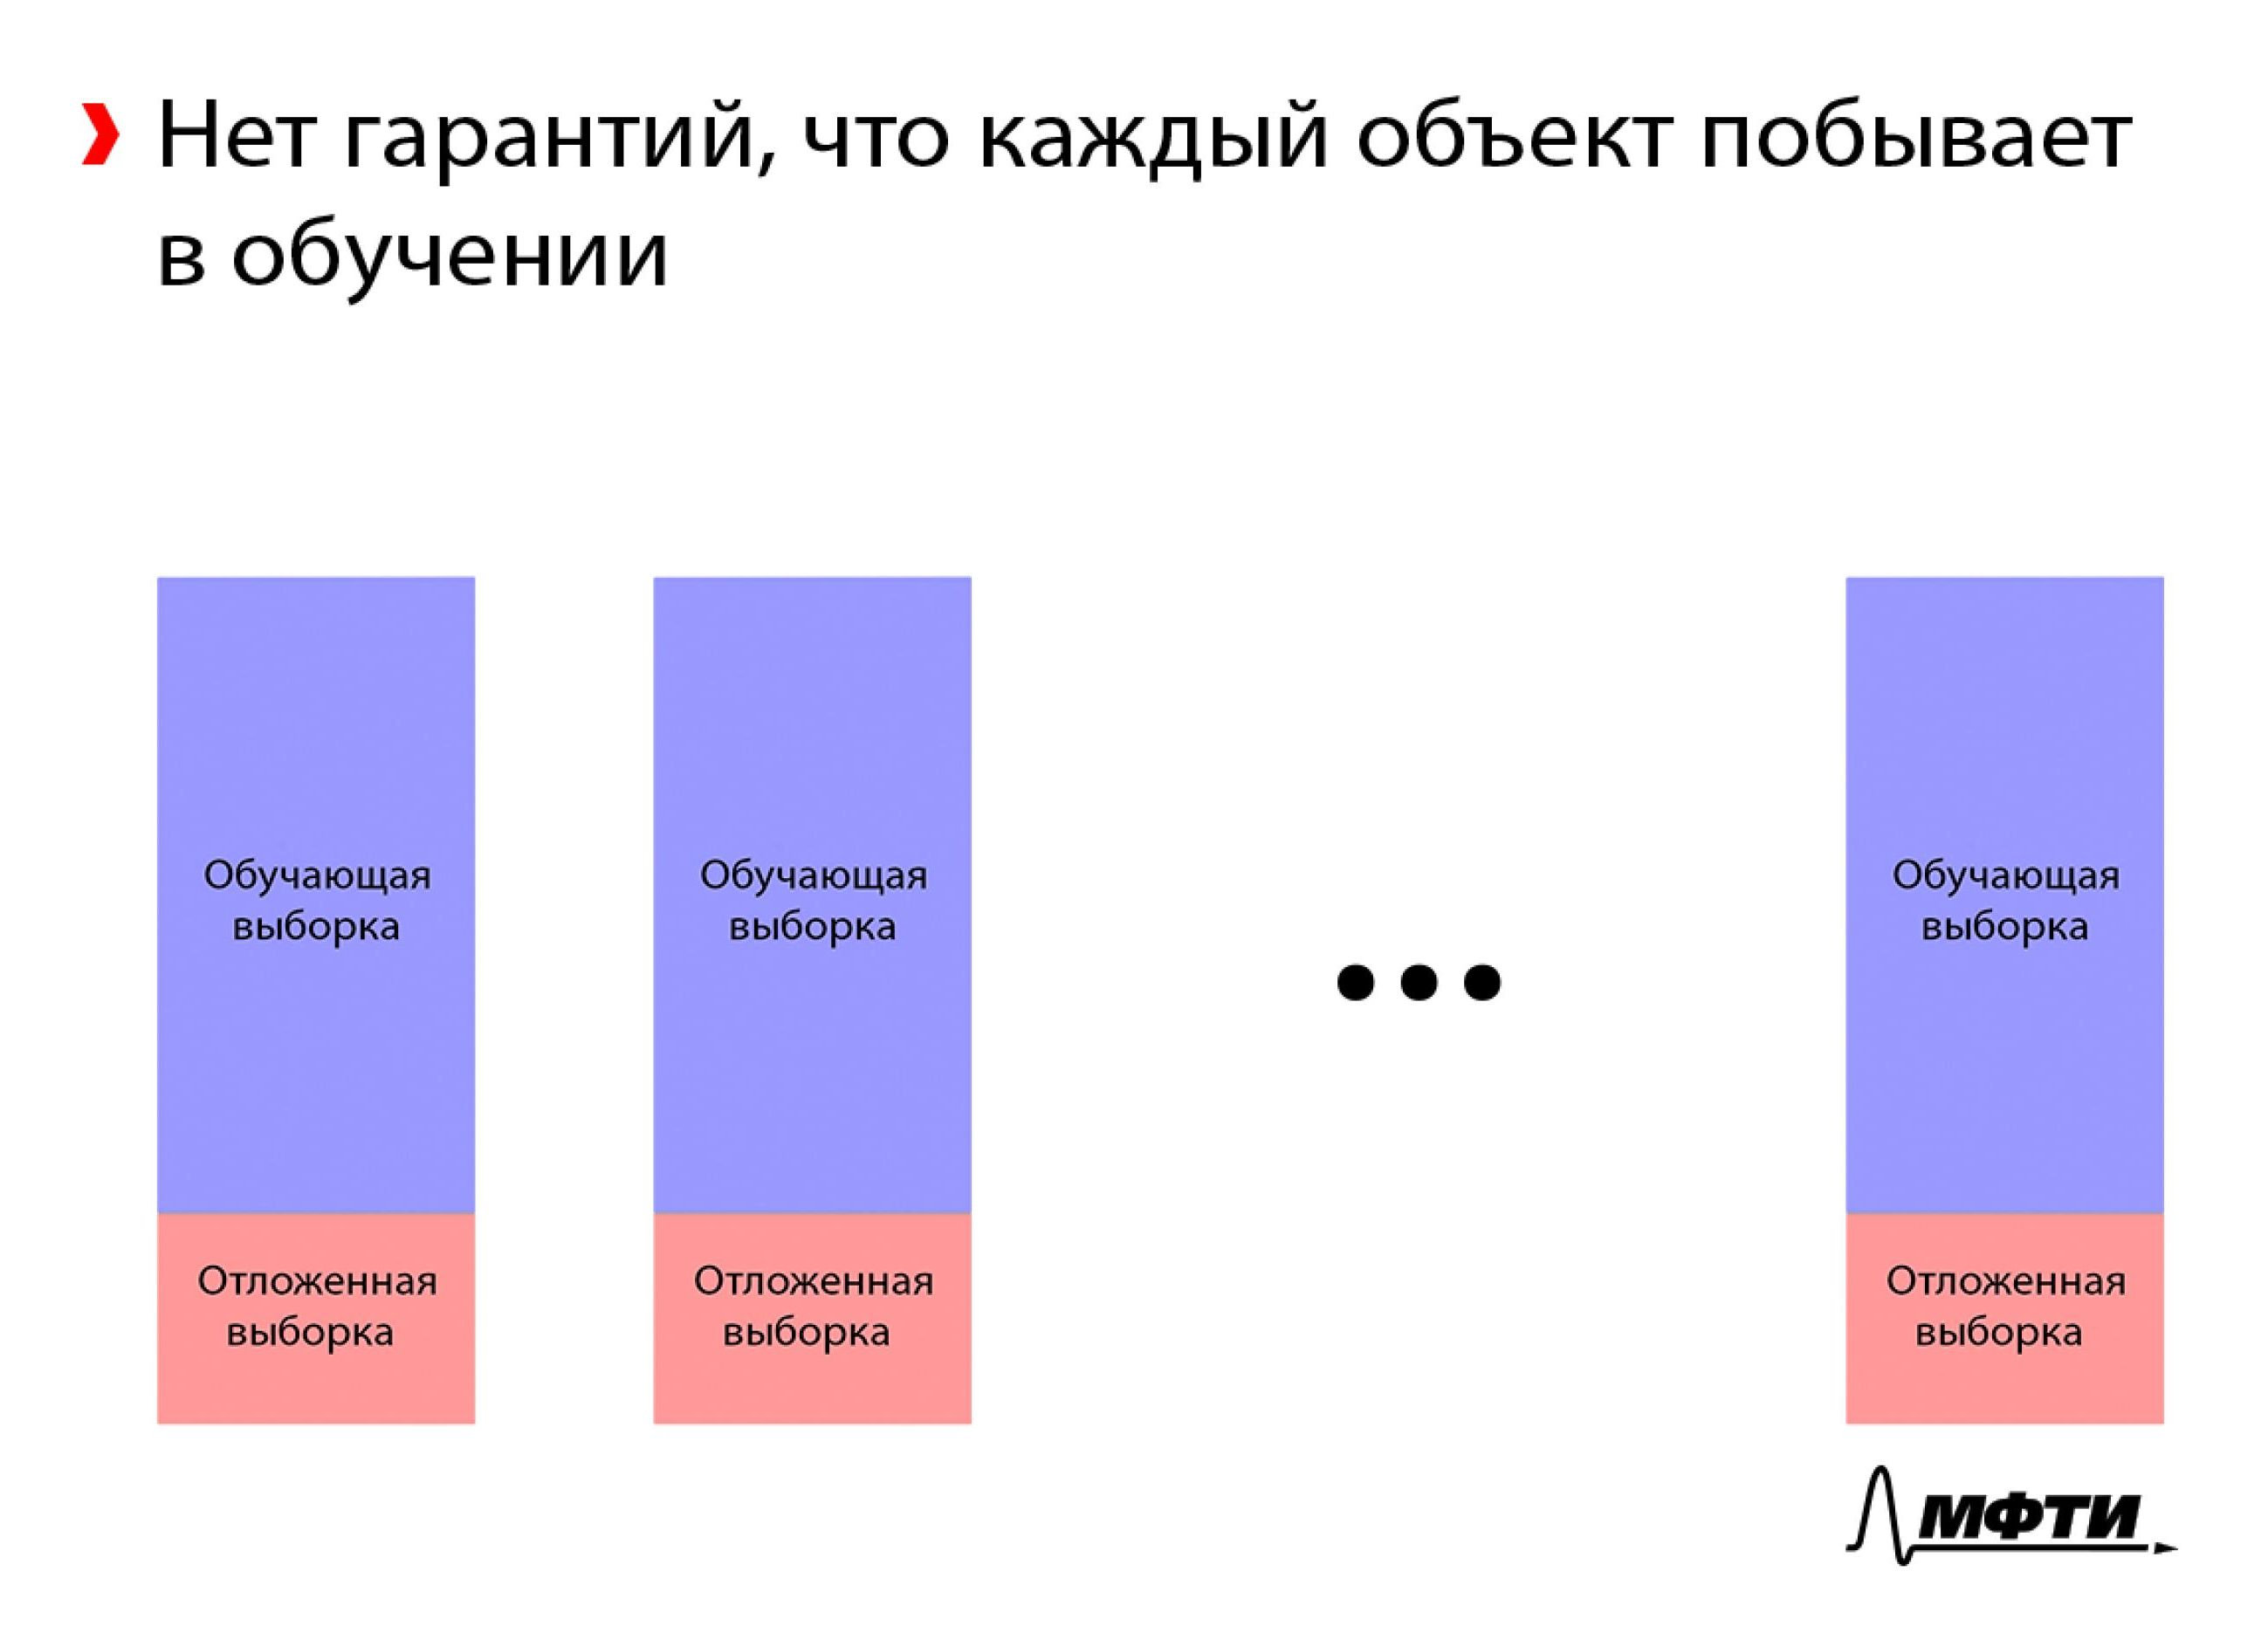 Нет гарантий, что каждый объект побывает
в обучении
Обучающая
выборка
Отложенная
выборка
Обучающая
выборка
Отложенная
выборка
Обучающая
выборка
Отложенная
выборка
МФТИ